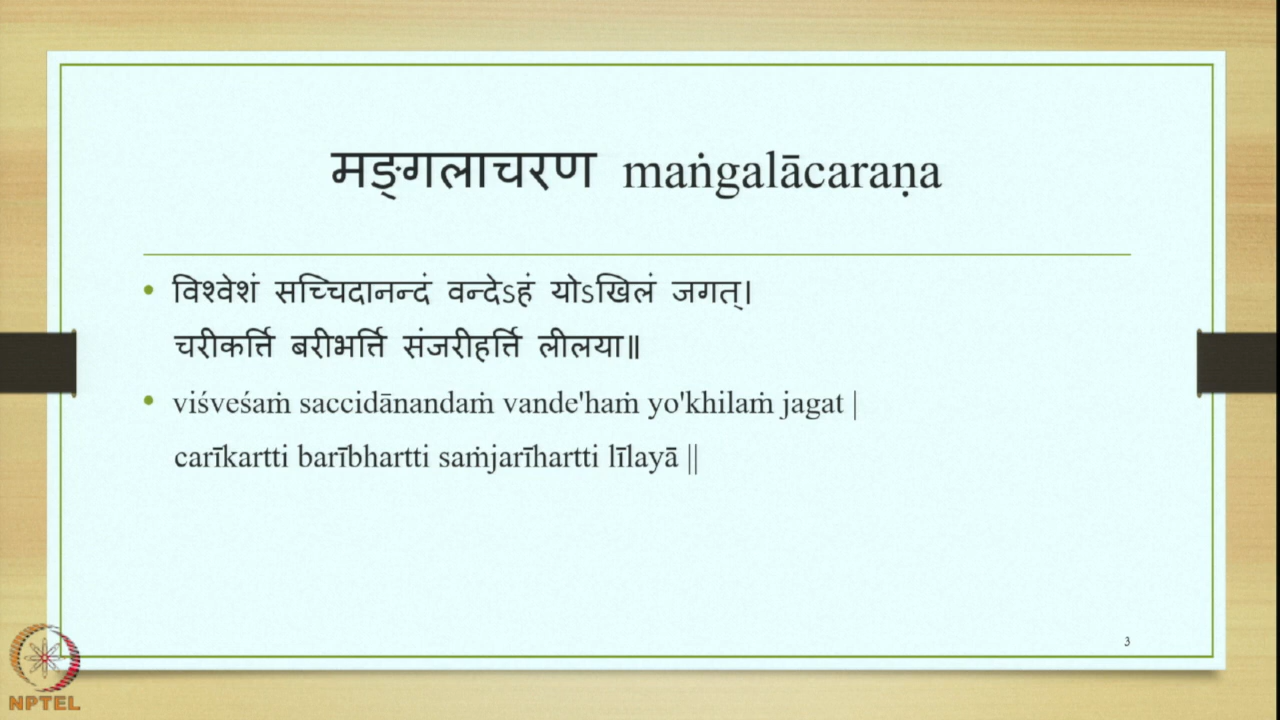 मङ्गलाचरण maṅgalācaraṇa
• विश्वेशं सच्चिदानन्दं वन्देऽहं योऽखिलं जगत्।
चरीकर्त्ति बरीभर्त्ति संजरीहर्त्ति लीलया॥
• viśveśaṁ saccidānandaṁ vande'haṁ yo'khilaṁ jagat |
carīkartti barībhartti saṁjarīhartti līlayā ||
3
NPTEL